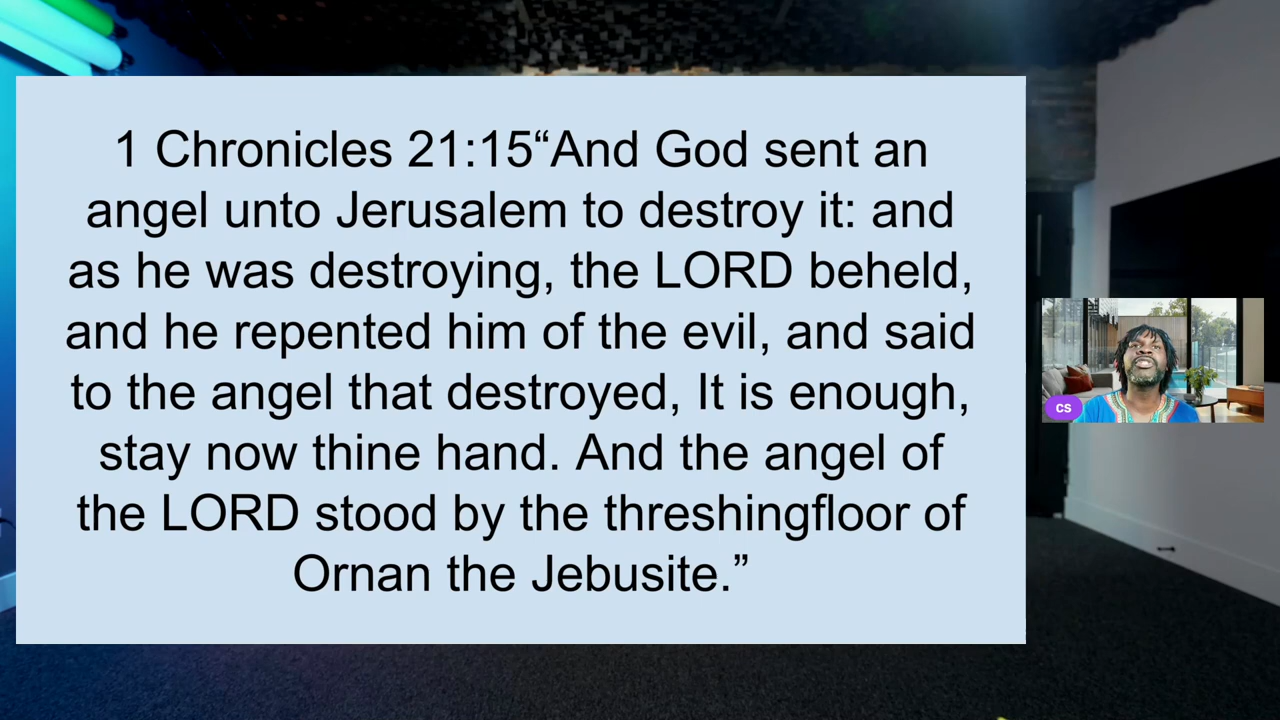 1 Chronicles 21:15“And God sent an
angel unto Jerusalem to destroy it: and
as he was destroying, the LORD beheld,
and he repented him of the evil, and said
to the angel that destroyed, It is enough,
stay now thine hand. And the angel of
the LORD stood by the threshingfloor of
Ornan the Jebusite.”
cs